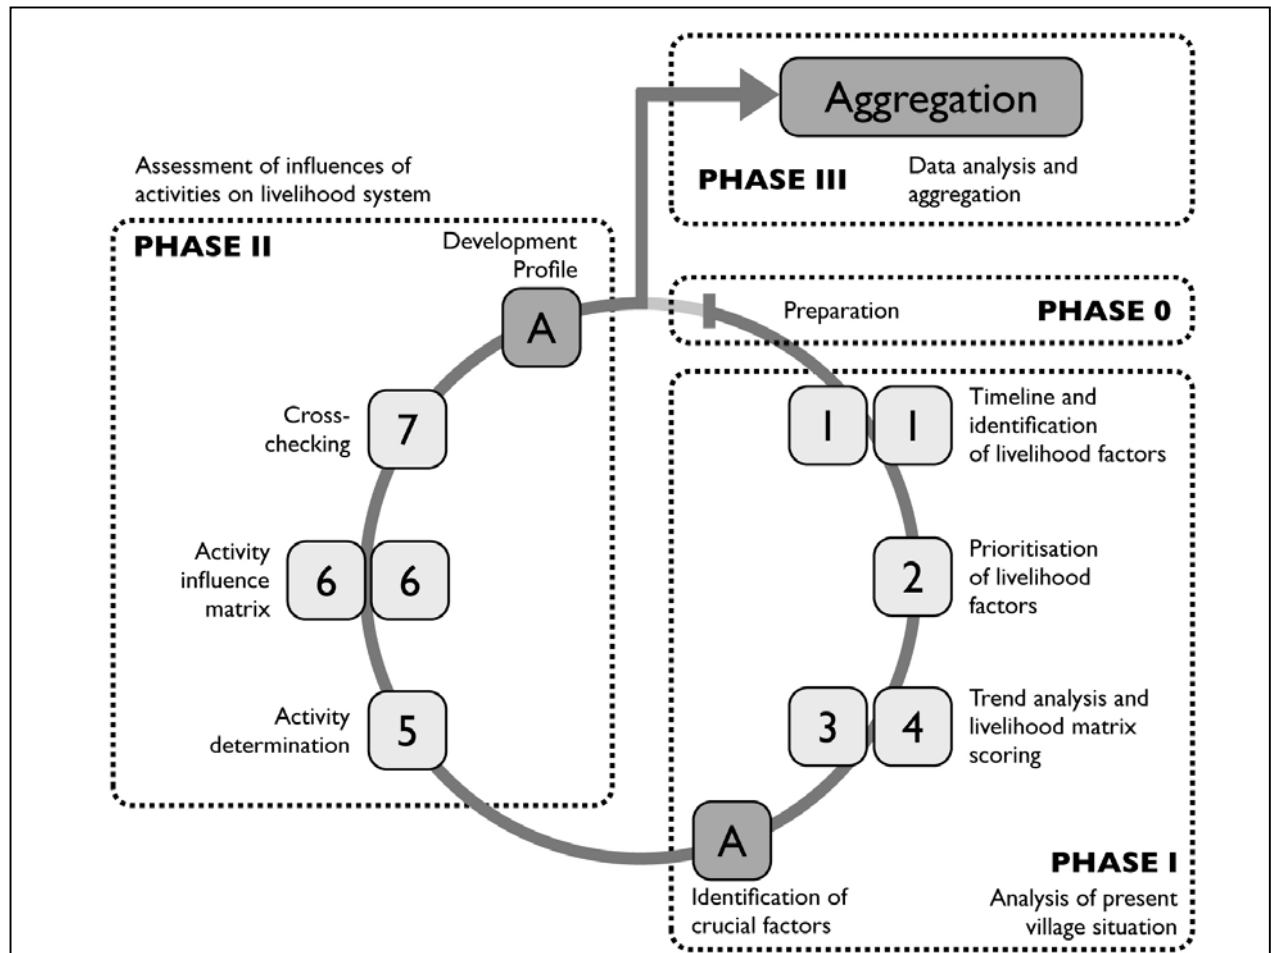 Aggregation
PHASE III
Data analysis and
aggregation
Assessment of influences of
activities on livelihood system
PHASE II
Development
Profile
A
Preparation
PHASE 0
Cross-
checking
7
1 1
Timeline and
identification
of livelihood factors
Activity
influence
matrix
6 6
2
Prioritisation
of livelihood
factors
Activity
determination
5
3 4
Trend analysis and
livelihood matrix
scoring
A
Identification of
crucial factors
PHASE I
Analysis of present
village situation